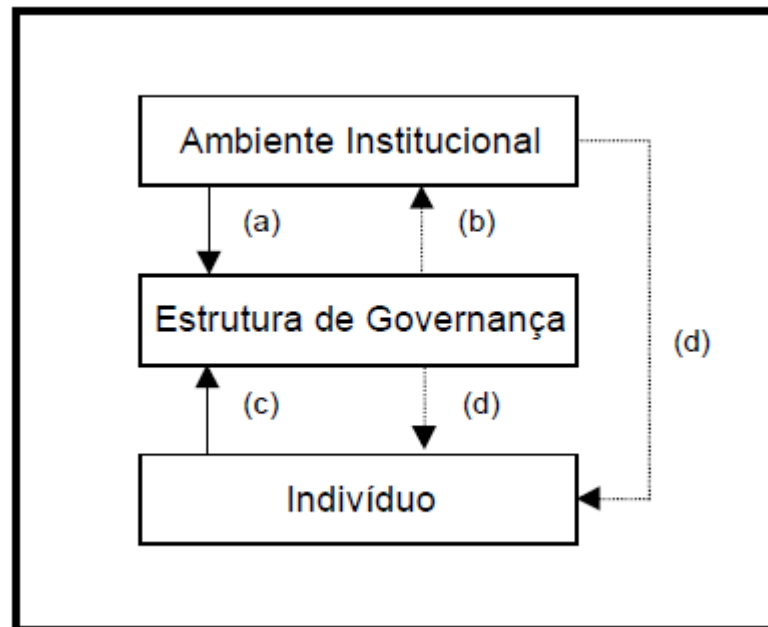 Ambiente Institucional
(a)
(b)
Estrutura de Governança
(d)
(c)
(d)
Indivíduo